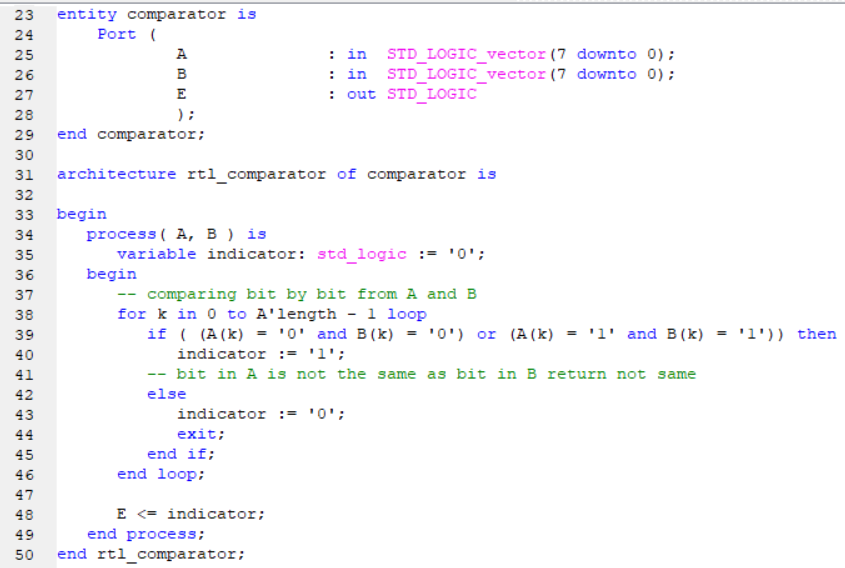 23 entity comparator is
24     Port (
25             A              : in  STD_LOGIC_vector(7 downto 0);
26             B              : in  STD_LOGIC_vector(7 downto 0);
27             E              : out STD_LOGIC
28             );
29 end comparator;
30
31 architecture rtl_comparator of comparator is
32
33 begin
34    process( A, B ) is
35       variable indicator: std_logic := '0';
36    begin
37       -- comparing bit by bit from A and B
38       for k in 0 to A'length - 1 loop
39          if ( (A(k) = '0' and B(k) = '0') or (A(k) = '1' and B(k) = '1')) then
40             indicator := '1';
41          -- bit in A is not the same as bit in B return not same
42          else
43             indicator := '0';
44             exit;
45          end if;
46       end loop;
47
48       E <= indicator;
49    end process;
50 end rtl_comparator;